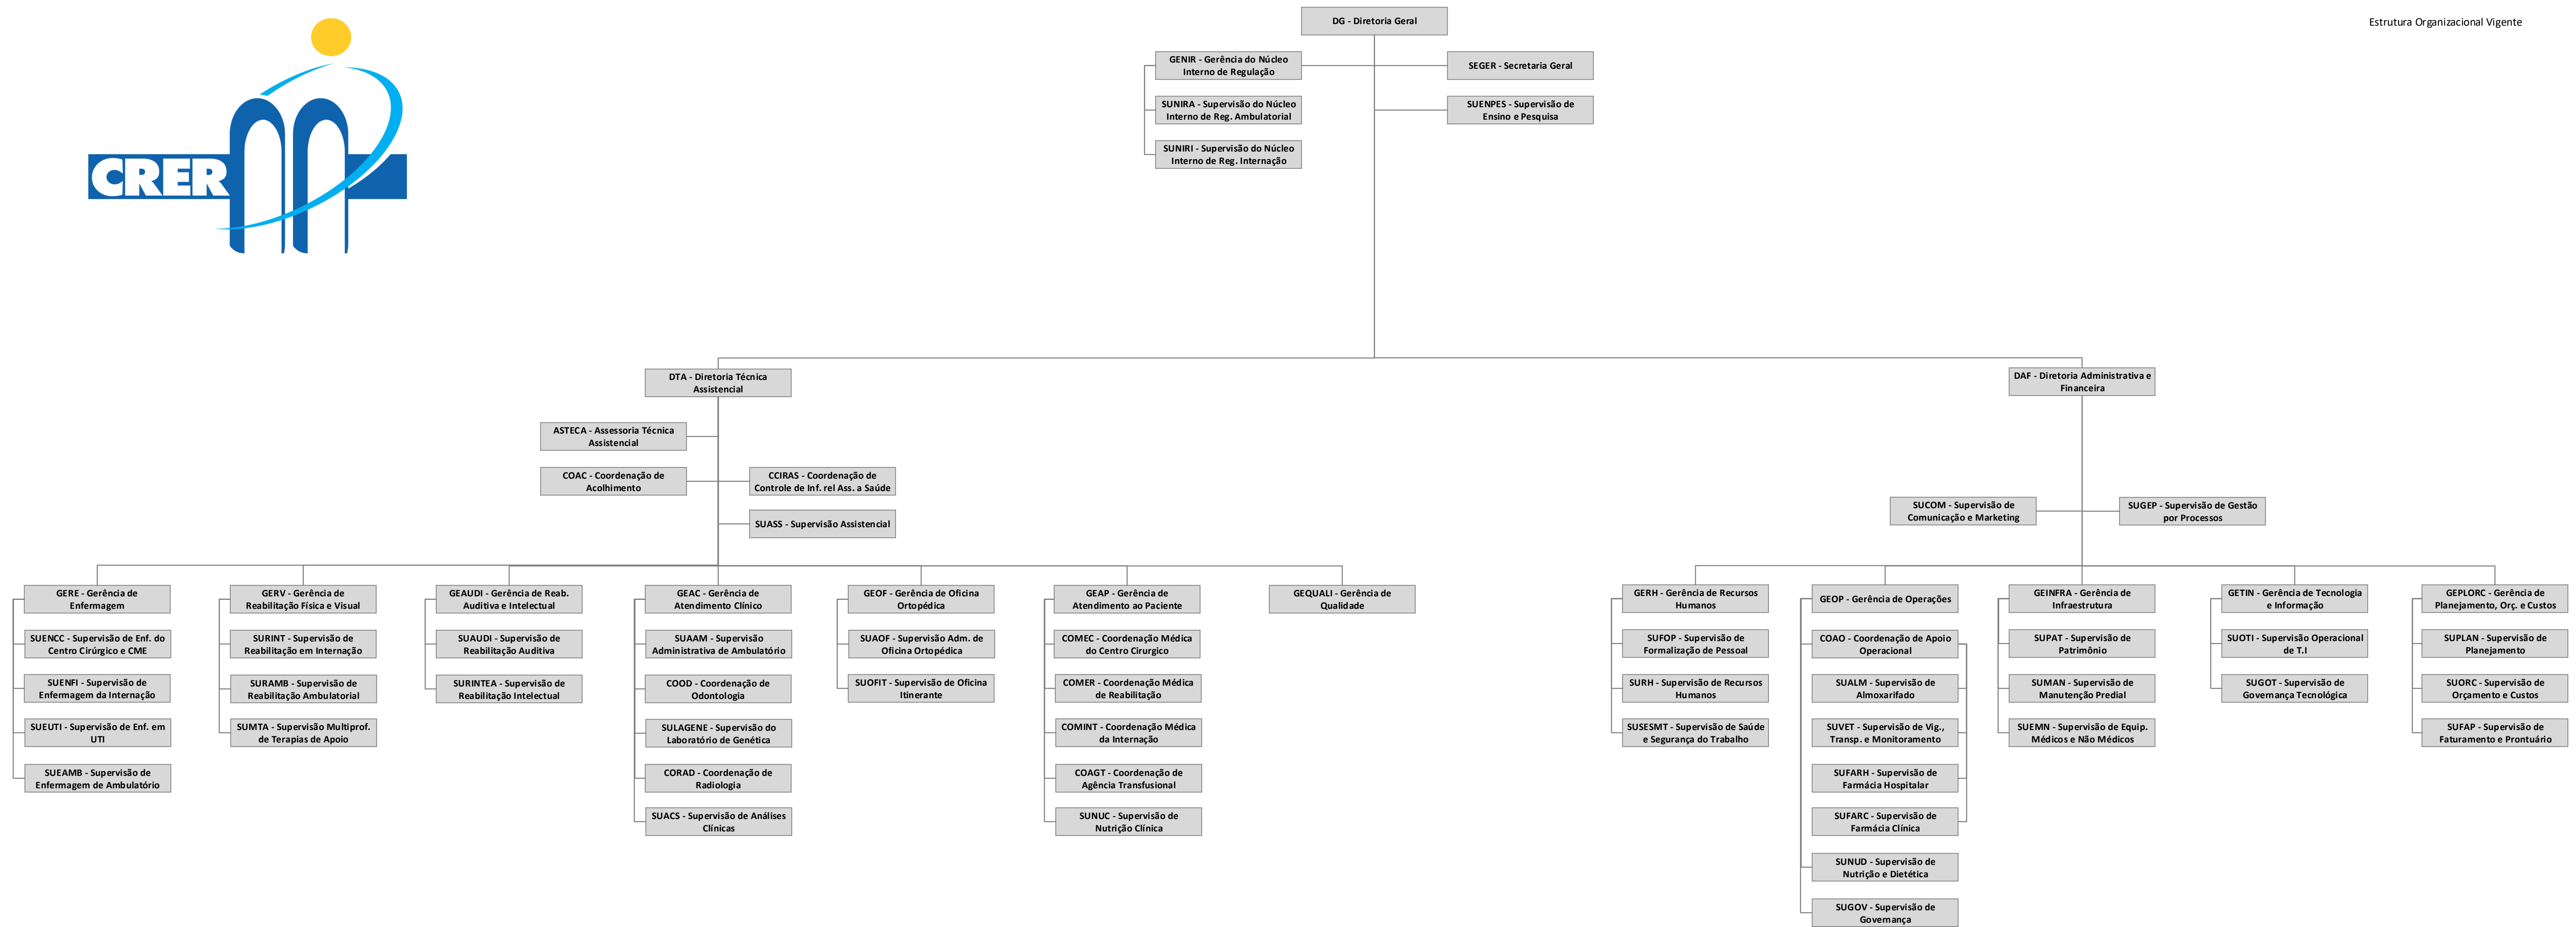 CRER
Estrutura Organizacional Vigente
DG - Diretoria Geral
GENIR - Gerência do Núcleo
Interno de Regulação
SEGER - Secretaria Geral
SUNIRA - Supervisão do Núcleo
Interno de Reg. Ambulatorial
SUENPES - Supervisão de
Ensino e Pesquisa
SUNIRI - Supervisão do Núcleo
Interno de Reg. Internação
DTA - Diretoria Técnica
Assistencial
ASTECA - Assessoria Técnica
Assistencial
COAC - Coordenação de
Acolhimento
CCIRAS - Coordenação de
Controle de Inf. rel Ass. a Saúde
SUASS - Supervisão Assistencial
GERE - Gerência de
Enfermagem
SUENCC - Supervisão de Enf. do
Centro Cirúrgico e CME
SUENFI - Supervisão de
Enfermagem da Internação
SUEUTI - Supervisão de Enf. em
UTI
SUEAMB - Supervisão de
Enfermagem de Ambulatório
GERV - Gerência de
Reabilitação Física e Visual
SURINT - Supervisão de
Reabilitação em Internação
SURAMB - Supervisão de
Reabilitação Ambulatorial
SUMTA - Supervisão Multiprof.
de Terapias de Apoio
GEAUDI - Gerência de Reab.
Auditiva e Intelectual
SUAUDI - Supervisão de
Reabilitação Auditiva
SURINTEA - Supervisão de
Reabilitação Intelectual
GEAC - Gerência de
Atendimento Clínico
SUAAM - Supervisão
Administrativa de Ambulatório
COOD - Coordenação de
Odontologia
SULAGENE - Supervisão do
Laboratório de Genética
CORAD - Coordenação de
Radiologia
SUACS - Supervisão de Análises
Clínicas
GEOF - Gerência de Oficina
Ortopédica
SUAOF - Supervisão Adm. de
Oficina Ortopédica
SUOFIT - Supervisão de Oficina
Itinerante
GEAP - Gerência de
Atendimento ao Paciente
COMEC - Coordenação Médica
do Centro Cirurgico
COMER - Coordenação Médica
de Reabilitação
COMINT - Coordenação Médica
da Internação
COAGT - Coordenação de
Agência Transfusional
SUNUC - Supervisão de
Nutrição Clínica
GEQUALI - Gerência de
Qualidade
DAF - Diretoria Administrativa e
Financeira
SUCOM - Supervisão de
Comunicação e Marketing
SUGEP - Supervisão de Gestão
por Processos
GERH - Gerência de Recursos
Humanos
SUFOP - Supervisão de
Formalização de Pessoal
SURH - Supervisão de Recursos
Humanos
SUSESMT - Supervisão de Saúde
e Segurança do Trabalho
GEOP - Gerência de Operações
COAO - Coordenação de Apoio
Operacional
SUALM - Supervisão de
Almoxarifado
SUVET - Supervisão de Vig.,
Transp. e Monitoramento
SUFARH - Supervisão de
Farmácia Hospitalar
SUFARC - Supervisão de
Farmácia Clínica
SUNUD - Supervisão de
Nutrição e Dietética
SUGOV - Supervisão de
Governança
GEINFRA - Gerência de
Infraestrutura
SUPAT - Supervisão de
Patrimônio
SUMAN - Supervisão de
Manutenção Predial
SUEMN - Supervisão de Equip.
Médicos e Não Médicos
GETIN - Gerência de Tecnologia
e Informação
SUOTI - Supervisão Operacional
de T.I
SUGOT - Supervisão de
Governança Tecnológica
GEPLORC - Gerência de
Planejamento, Orç. e Custos
SUPLAN - Supervisão de
Planejamento
SUORC - Supervisão de
Orçamento e Custos
SUFAP - Supervisão de
Faturamento e Prontuário